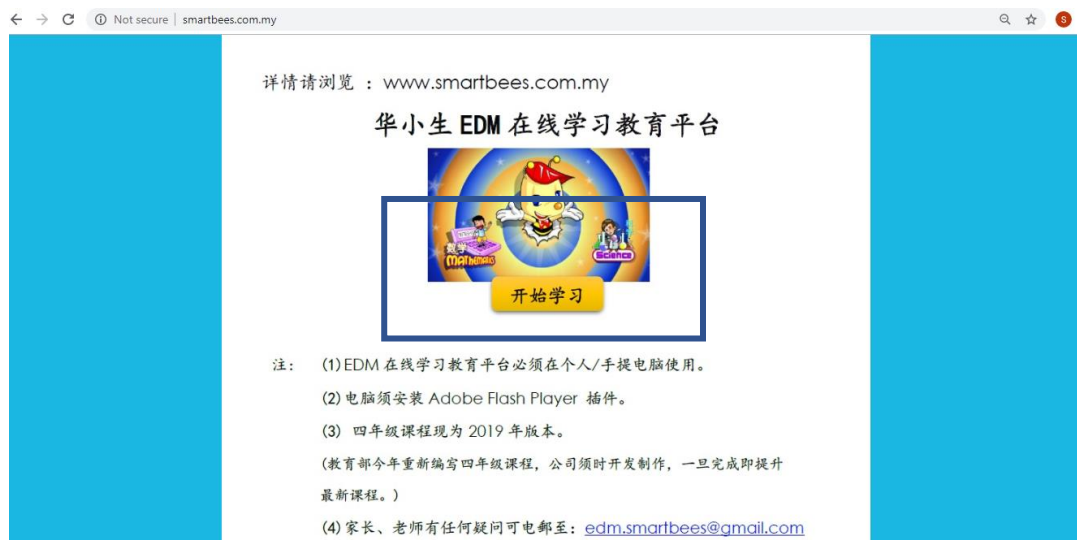 Not secure | smartbees.com.my
S
详情请浏览 : www.smartbees.com.my
华小生 EDM 在线学习教育平台
数学
Mathematics
Science
开始学习
注: (1) EDM 在线学习教育平台必须在个人/手提电脑使用。
(2) 电脑须安装 Adobe Flash Player 插件。
(3) 四年级课程现为 2019 年版本。
(教育部今年重新编写四年级课程, 公司须时开发制作, 一旦完成即提升
最新课程。)
(4) 家长、老师有任何疑问可电邮至: edm.smartbees@gmail.com